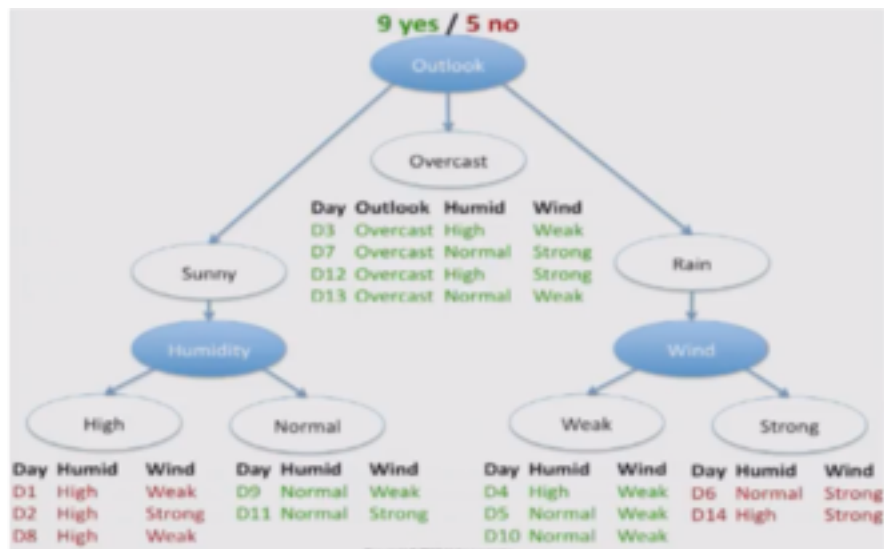 9 yes / 5 no
Outlook
Overcast
Day Outlook Humid Wind
D3 Overcast High Weak
D7 Overcast Normal Strong
D12 Overcast High Strong
D13 Overcast Normal Weak
Sunny
Rain
Humidity
Wind
High
Normal
Weak
Strong
Day Humid Wind
D1 High Weak
D2 High Strong
D8 High Weak
Day Humid Wind
D9 Normal Weak
D11 Normal Strong
Day Humid Wind
D4 High Weak
D5 Normal Weak
D10 Normal Weak
Day Humid Wind
D6 Normal Strong
D14 High Strong